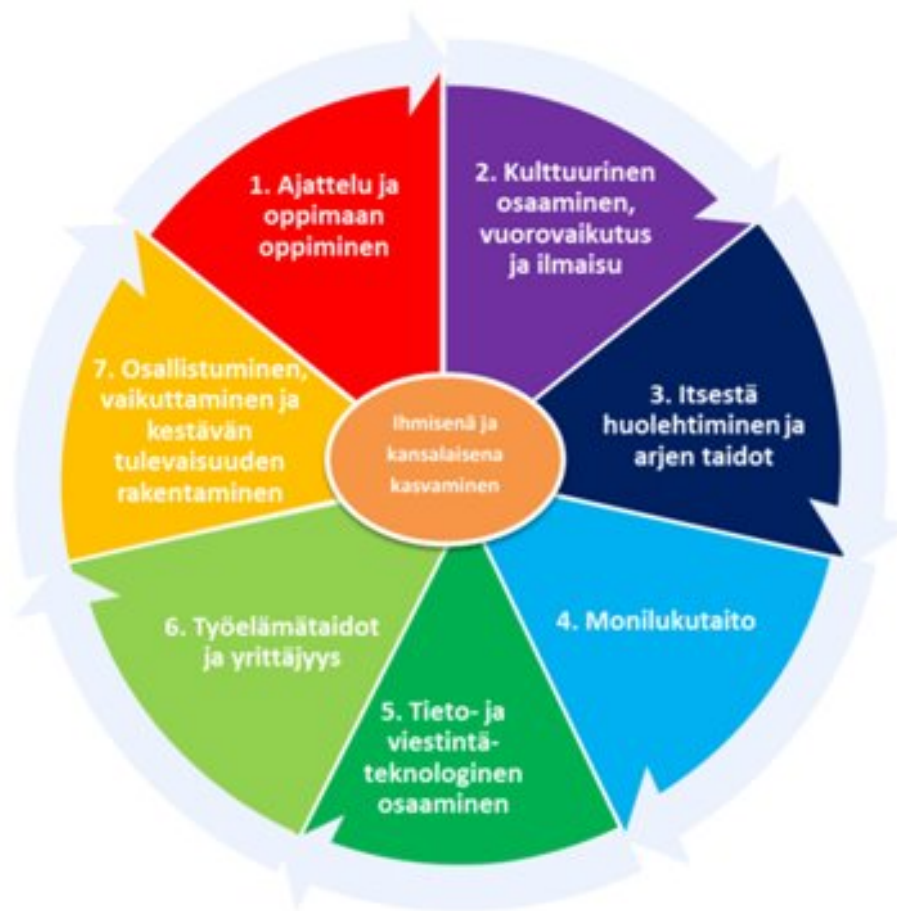 1. Ajattelu ja
oppimaan
oppiminen
2. Kulttuurinen
osaaminen,
vuorovaikutus
ja ilmaisu
3. Itsestä
huolehtiminen ja
arjen taidot
4. Monilukutaito
5. Tieto- ja
viestintä-
teknologinen
osaaminen
6. Työelämätaidot
ja yrittäjyys
7. Osallistuminen,
vaikuttaminen ja
kestävän
tulevaisuuden
rakentaminen
Ihmisenä ja
kansalaisena
kasvaminen